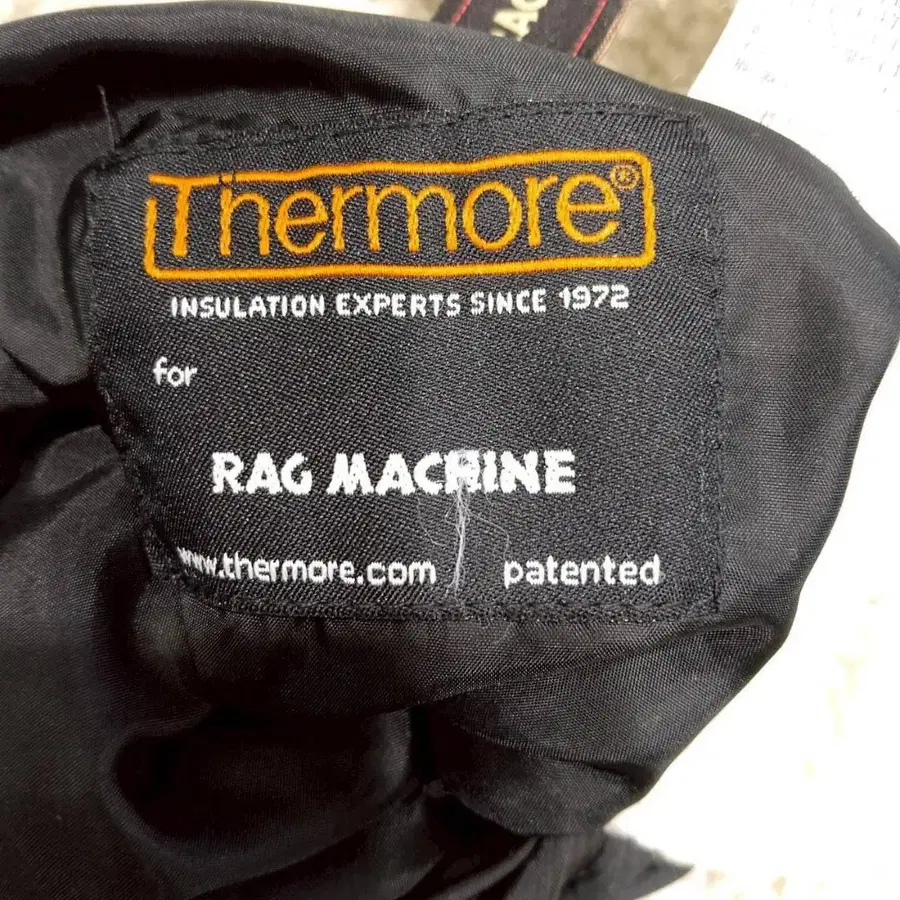 Thermore®
INSULATION EXPERTS SINCE 1972
for
RAG MACHINE
www.thermore.com patented